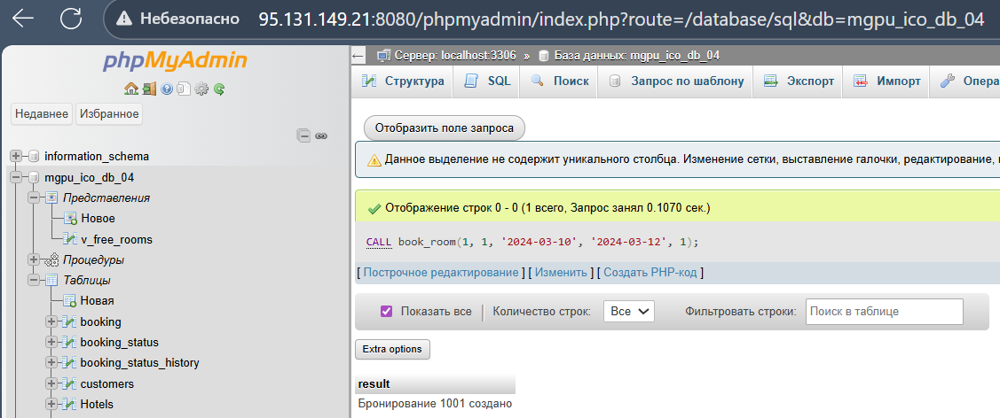 Небезопасно 95.131.149.21:8080/phpmyadmin/index.php?route=/database/sql&db=mgpu_ico_db_04
phpMyAdmin
Недавнее Избранное
information_schema
mgpu_ico_db_04
Представления
Новое
v_free_rooms
Процедуры
Таблицы
Новая
booking
booking_status
booking_status_history
customers
Hotels
Сервер: localhost:3306 » База данных: mgpu_ico_db_04
Структура SQL Поиск Запрос по шаблону Экспорт Импорт Опера
Отобразить поле запроса
Данное выделение не содержит уникального столбца. Изменение сетки, выставление галочки, редактирование,
Отображение строк 0 - 0 (1 всего, Запрос занял 0.1070 сек.)
CALL book_room(1, 1, '2024-03-10', '2024-03-12', 1);
[ Построчное редактирование ] [ Изменить ] [ Создать PHP-код ]
Показать все Количество строк: Все Фильтровать строки: Поиск в таблице
Extra options
result
Бронирование 1001 создано